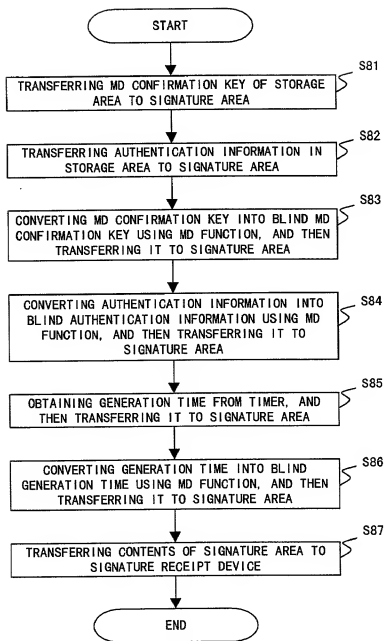 START
S81
TRANSFERRING MD CONFIRMATION KEY OF STORAGE
AREA TO SIGNATURE AREA
S82
TRANSFERRING AUTHENTICATION INFORMATION IN
STORAGE AREA TO SIGNATURE AREA
S83
CONVERTING MD CONFIRMATION KEY INTO BLIND MD
CONFIRMATION KEY USING MD FUNCTION, AND THEN
TRANSFERRING IT TO SIGNATURE AREA
S84
CONVERTING AUTHENTICATION INFORMATION INTO
BLIND AUTHENTICATION INFORMATION USING MD
FUNCTION, AND THEN TRANSFERRING IT TO
SIGNATURE AREA
S85
OBTAINING GENERATION TIME FROM TIMER, AND
THEN TRANSFERRING IT TO SIGNATURE AREA
S86
CONVERTING GENERATION TIME INTO BLIND
GENERATION TIME USING MD FUNCTION, AND THEN
TRANSFERRING IT TO SIGNATURE AREA
S87
TRANSFERRING CONTENTS OF SIGNATURE AREA TO
SIGNATURE RECEIPT DEVICE
END